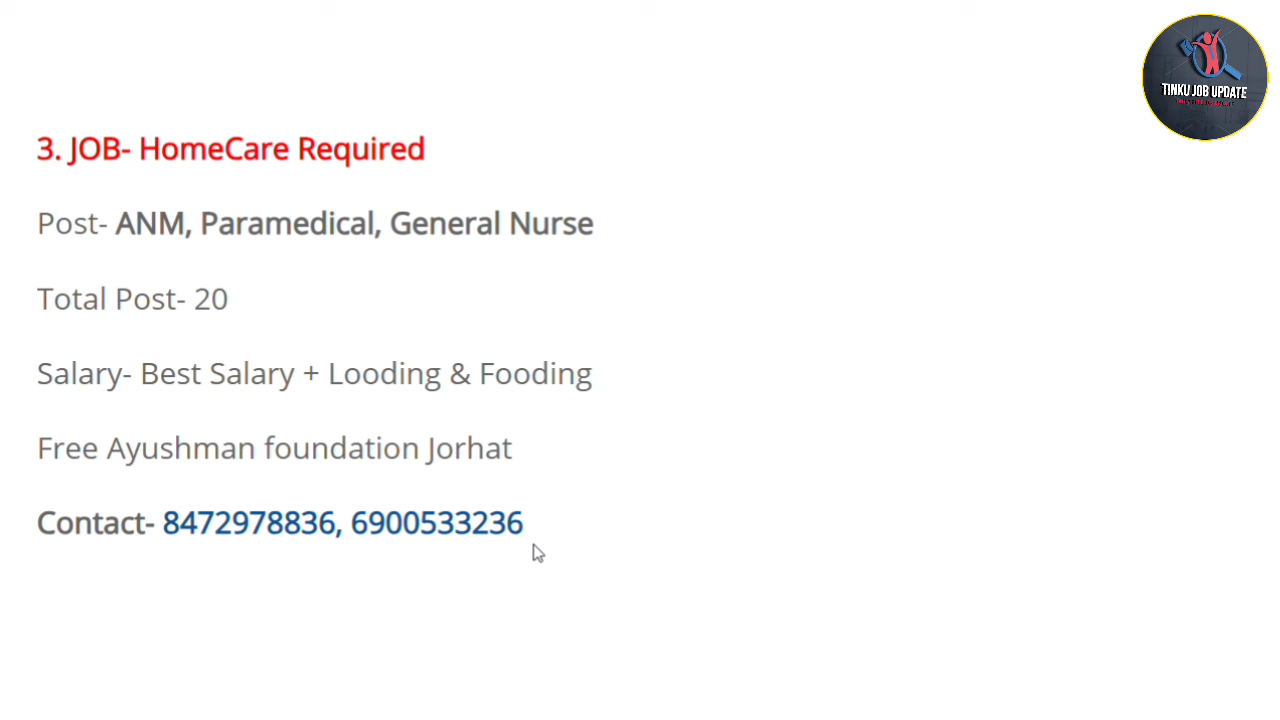 TINKU JOB UPDATE
3. JOB- HomeCare Required
Post- ANM, Paramedical, General Nurse
Total Post- 20
Salary- Best Salary + Looding & Fooding
Free Ayushman foundation Jorhat
Contact- 8472978836, 6900533236